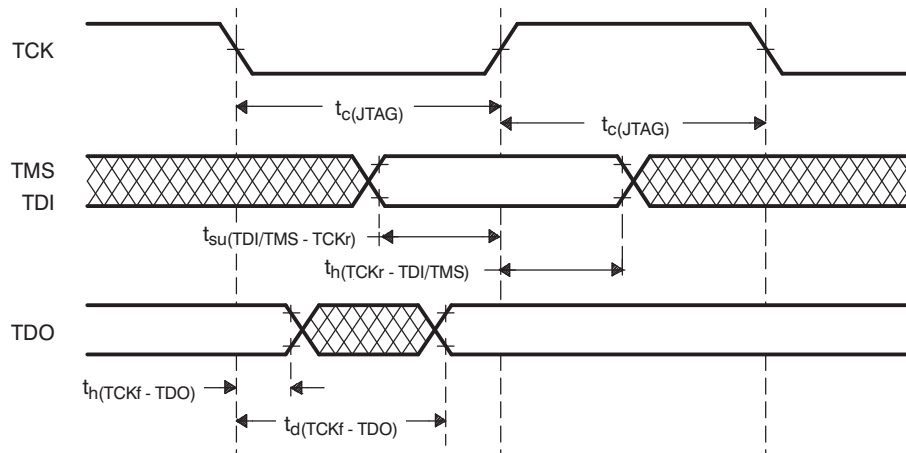 TCK
tc(JTAG)
tc(JTAG)
TMS
TDI
tsu(TDI/TMS - TCKr)
th(TCKr - TDI/TMS)
TDO
th(TCKf - TDO)
td(TCKf - TDO)